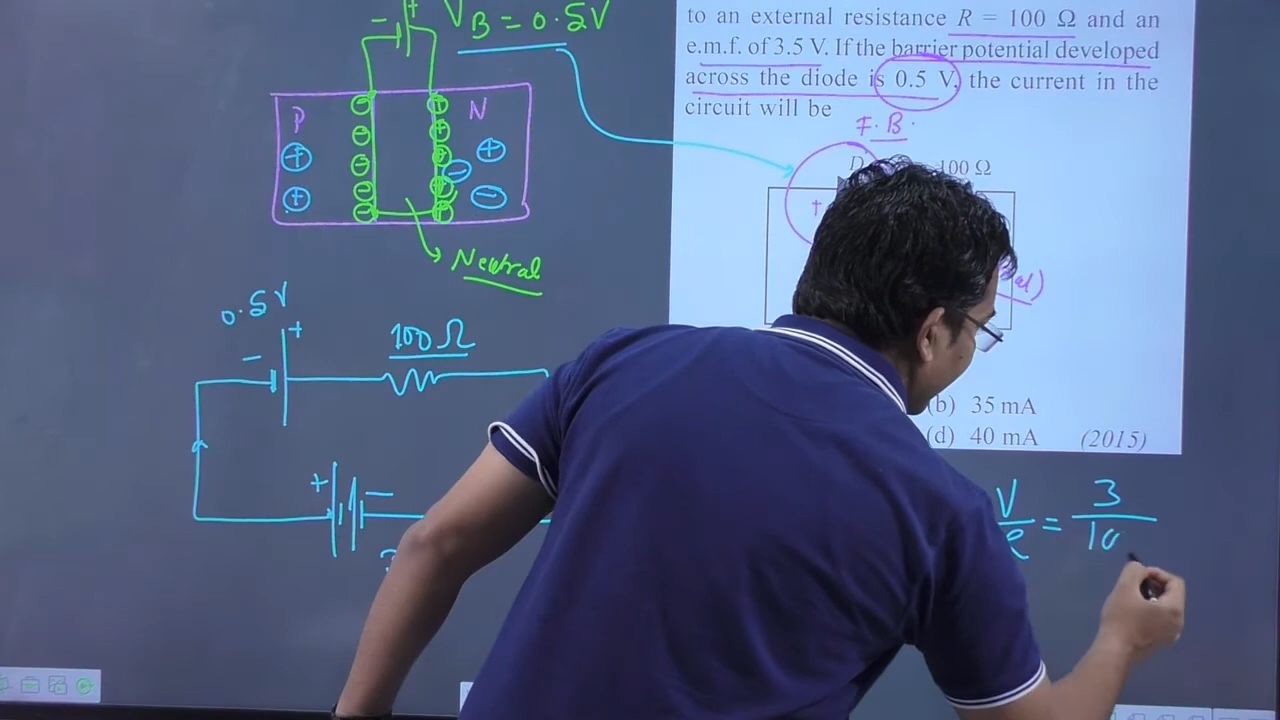 V_B = 0.5V
− +
P N
Neutral
to an external resistance R = 100 Ω and an
e.m.f. of 3.5 V. If the barrier potential developed
across the diode is 0.5 V, the current in the
circuit will be
F.B.
D 100 Ω
+
(b) 35 mA
(d) 40 mA (2015)
0.5V
− +
100 Ω
+ −
V/R = 3/10